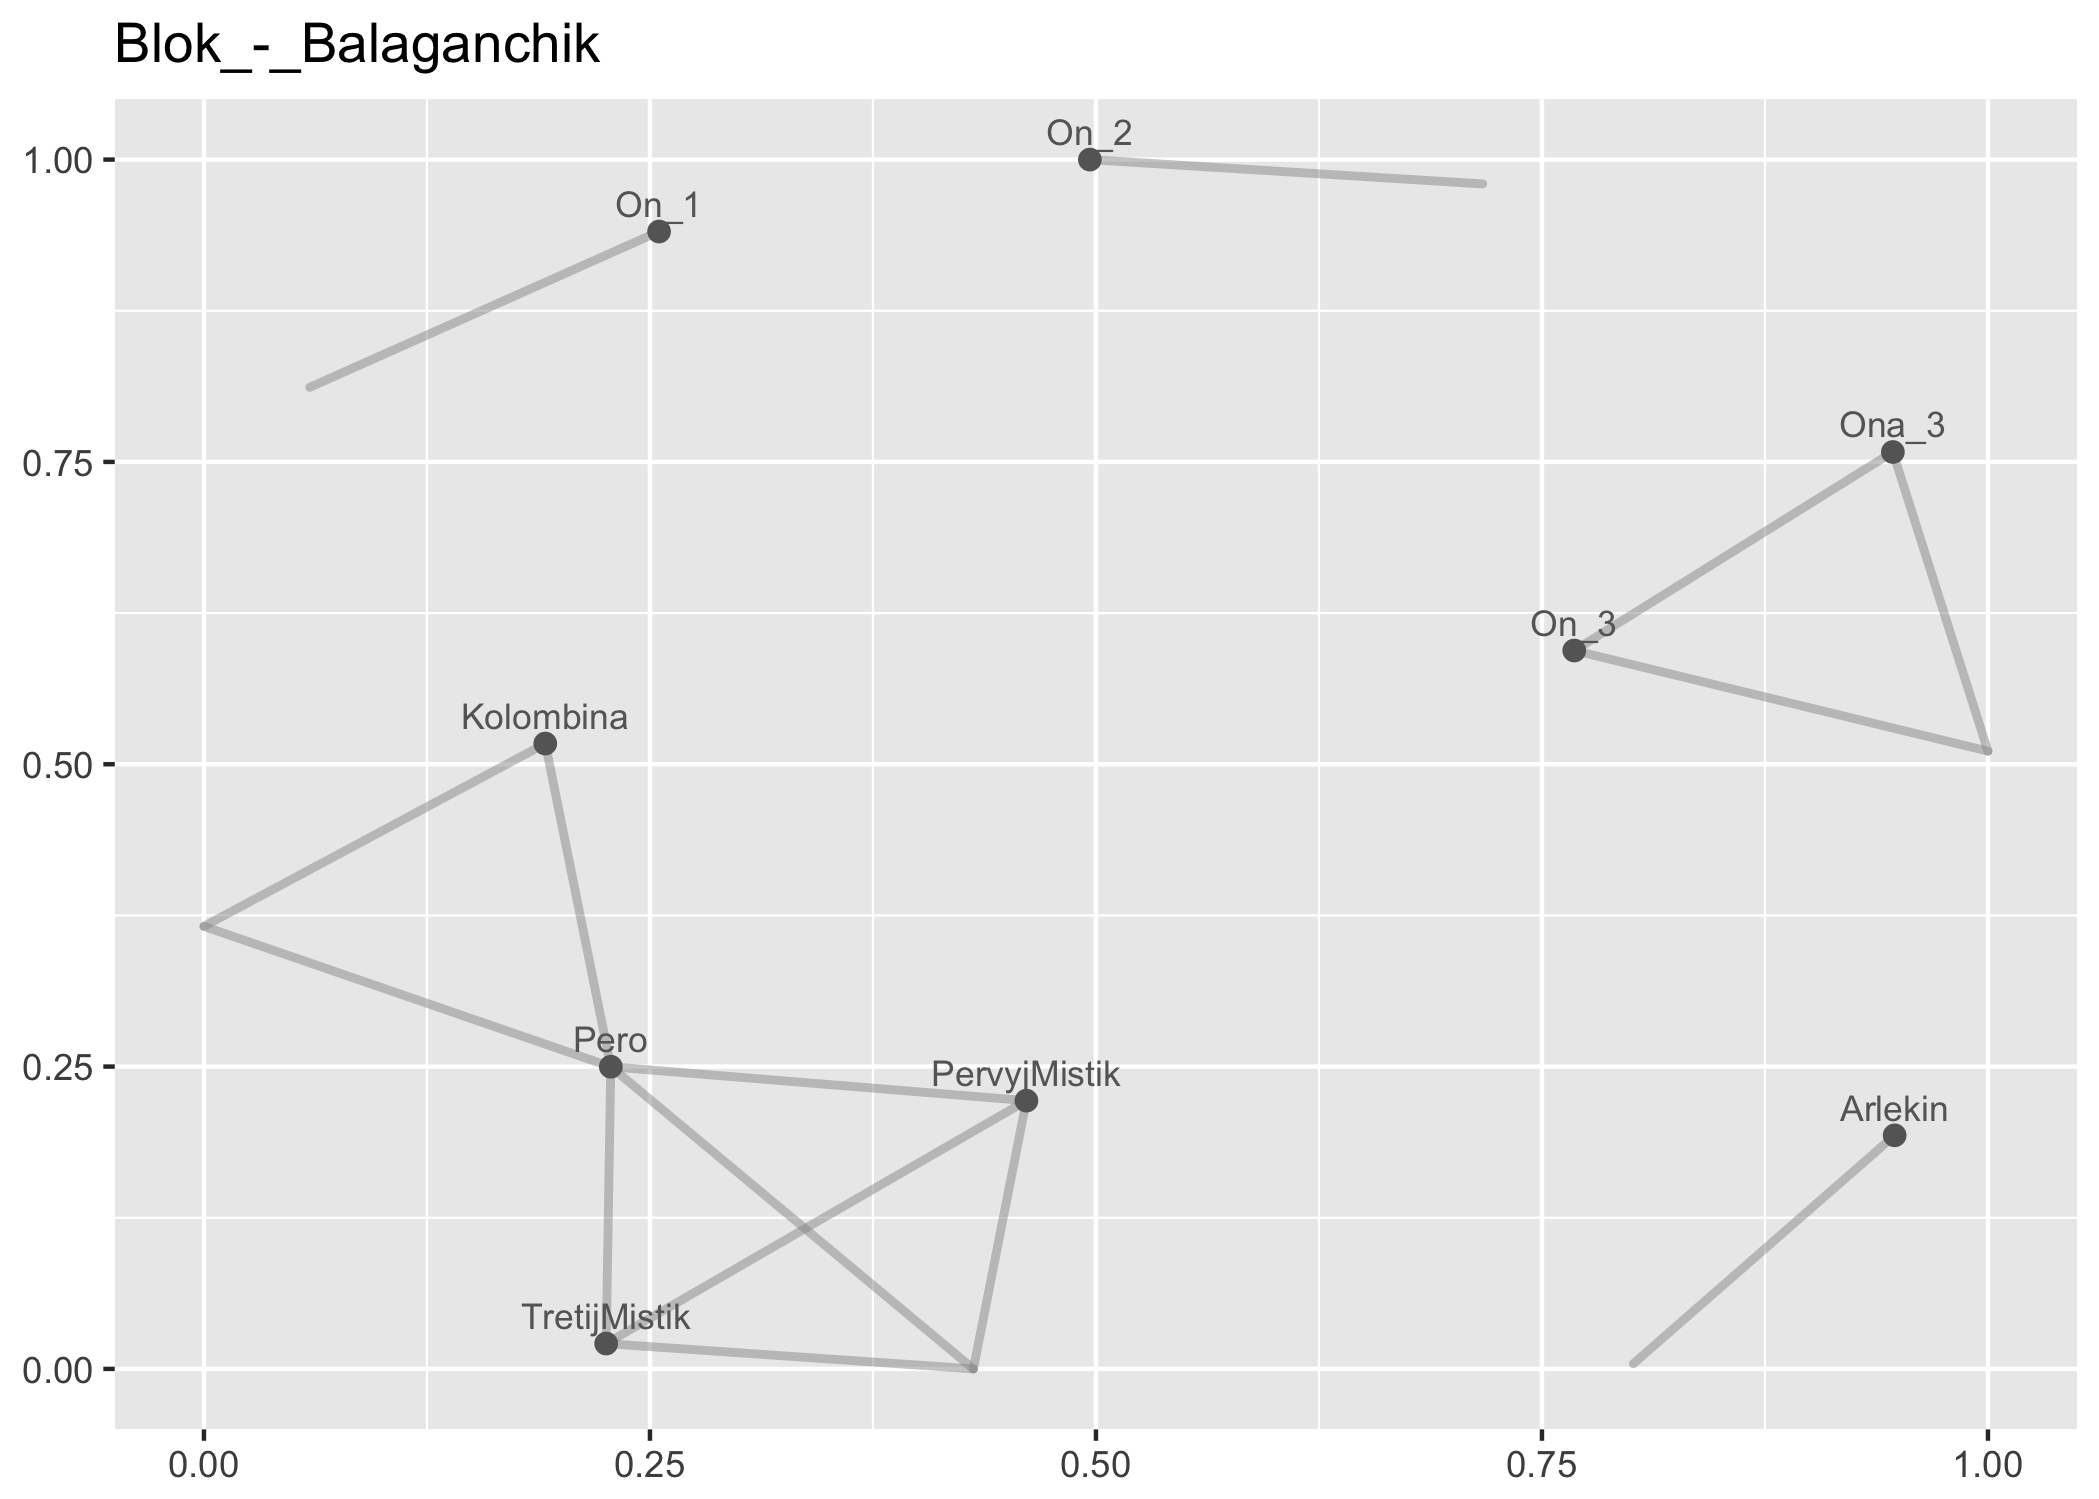 Blok_-_Balaganchik
On_2
1.00
On_1
Ona_3
0.75
On_3
Kolombina
0.50
Pero
0.25
PervyjMistik
Arlekin
TretijMistik
0.00
0.00 0.25 0.50 0.75 1.00